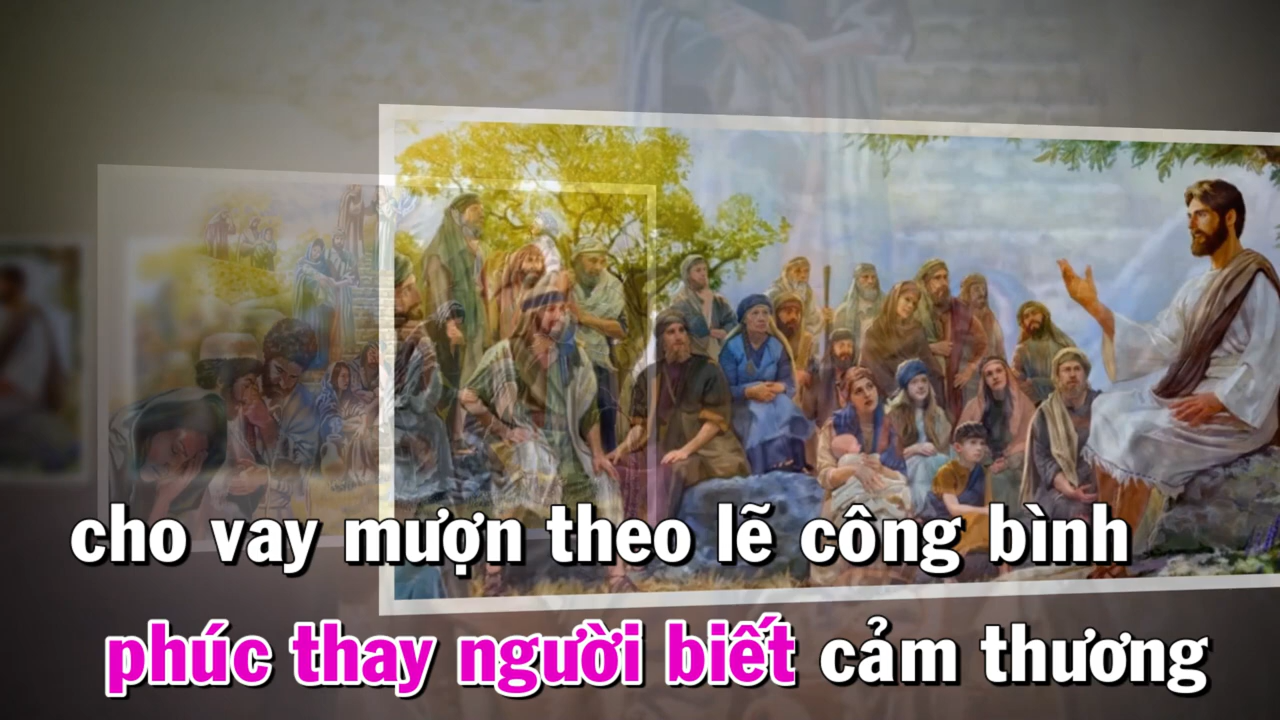 cho vay mượn theo lẽ công bình
phúc thay người biết cảm thương